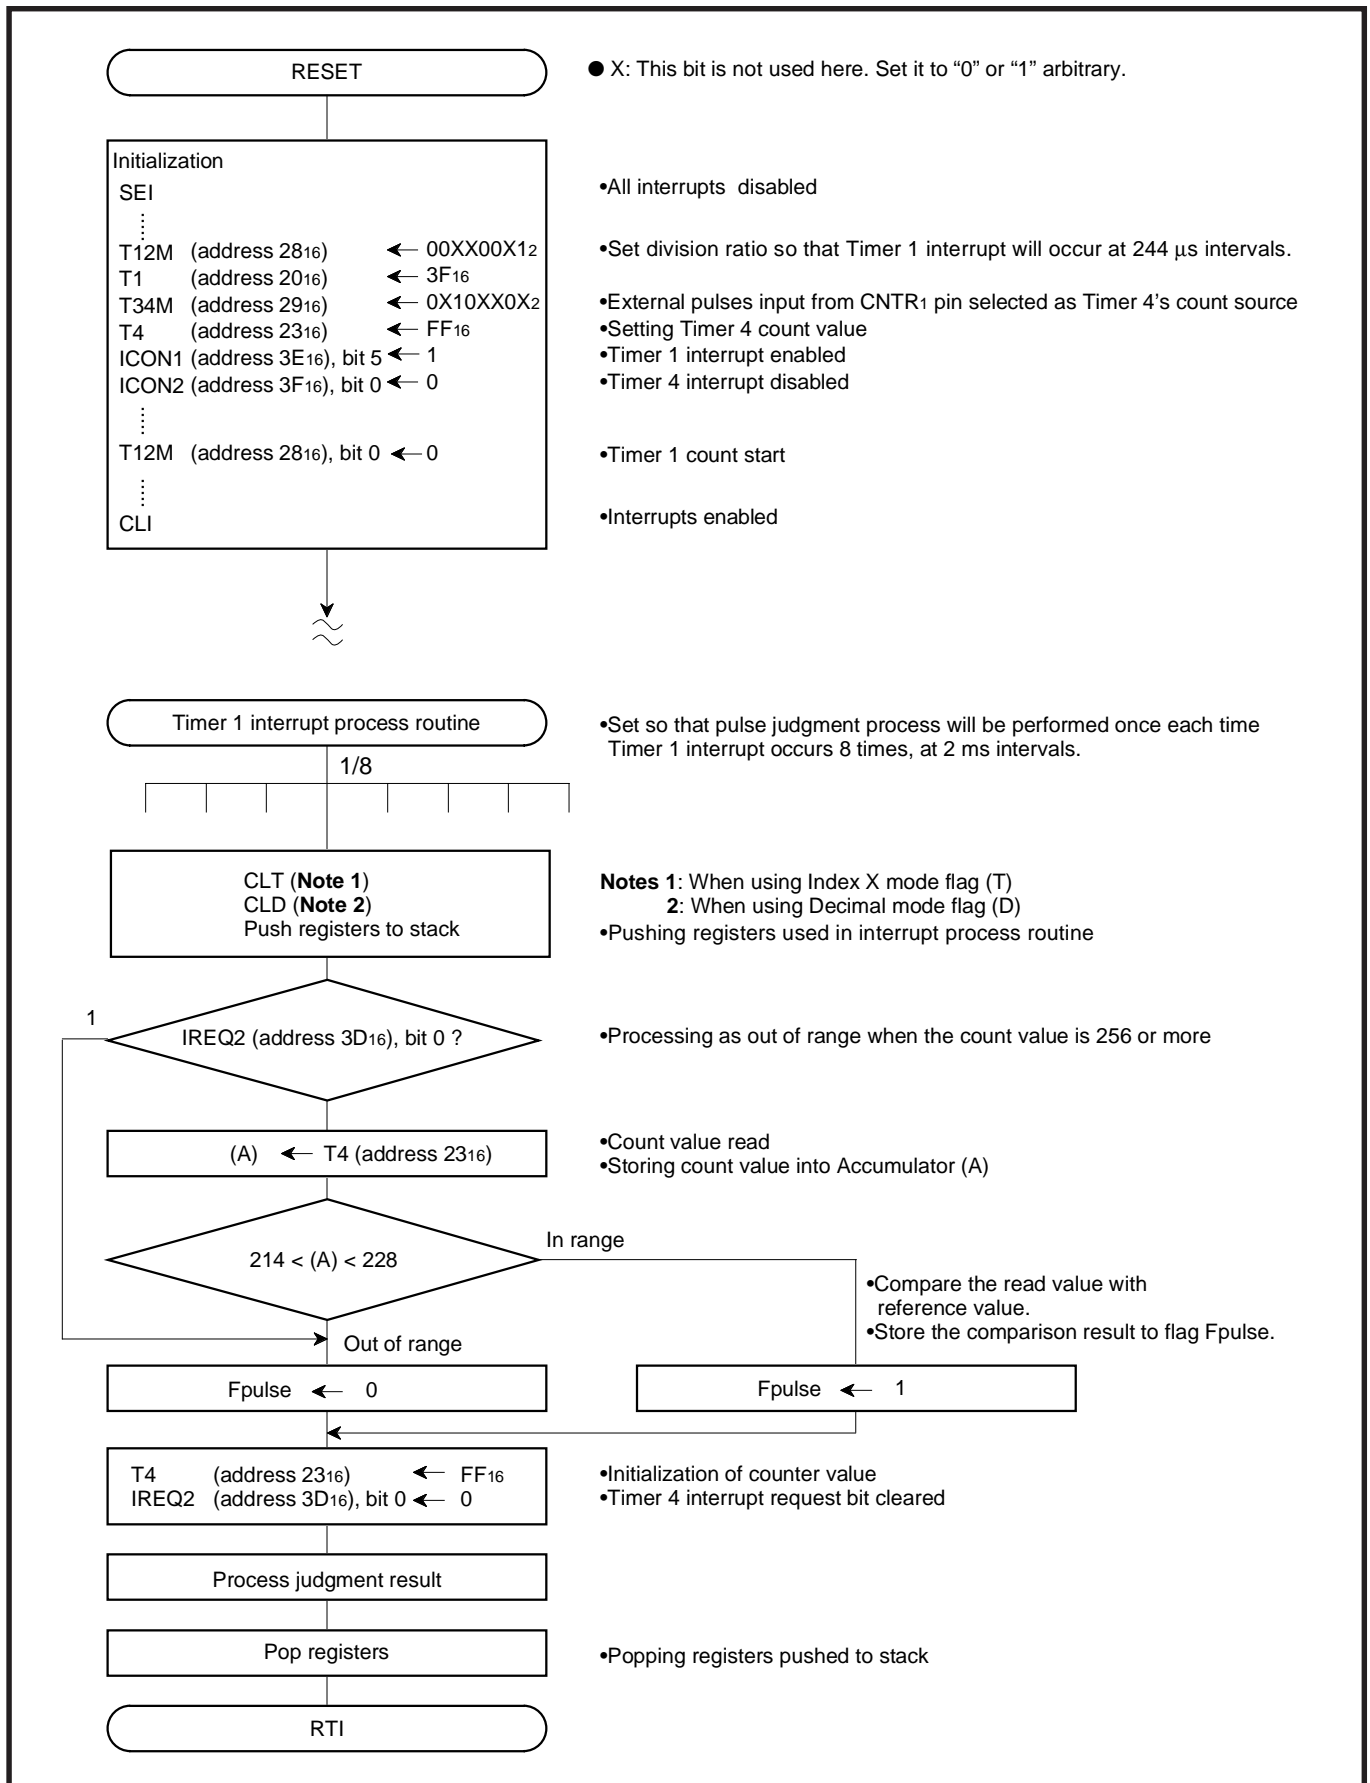 RESET
● X: This bit is not used here. Set it to “0” or “1” arbitrary.
Initialization
SEI
•All interrupts disabled
T12M (address 2816) ← 00XX00X12
•Set division ratio so that Timer 1 interrupt will occur at 244 μs intervals.
T1 (address 2016) ← 3F16
T34M (address 2916) ← 0X10XX0X2
•External pulses input from CNTR1 pin selected as Timer 4’s count source
T4 (address 2316) ← FF16
•Setting Timer 4 count value
ICON1 (address 3E16), bit 5 ← 1
•Timer 1 interrupt enabled
ICON2 (address 3F16), bit 0 ← 0
•Timer 4 interrupt disabled
T12M (address 2816), bit 0 ← 0
•Timer 1 count start
CLI
•Interrupts enabled
Timer 1 interrupt process routine
•Set so that pulse judgment process will be performed once each time
Timer 1 interrupt occurs 8 times, at 2 ms intervals.
1/8
CLT (Note 1)
CLD (Note 2)
Push registers to stack
Notes 1: When using Index X mode flag (T)
2: When using Decimal mode flag (D)
•Pushing registers used in interrupt process routine
1
IREQ2 (address 3D16), bit 0 ?
•Processing as out of range when the count value is 256 or more
(A) ← T4 (address 2316)
•Count value read
•Storing count value into Accumulator (A)
214 < (A) < 228
In range
•Compare the read value with
reference value.
•Store the comparison result to flag Fpulse.
Out of range
Fpulse ← 0
Fpulse ← 1
T4 (address 2316) ← FF16
•Initialization of counter value
IREQ2 (address 3D16), bit 0 ← 0
•Timer 4 interrupt request bit cleared
Process judgment result
Pop registers
•Popping registers pushed to stack
RTI